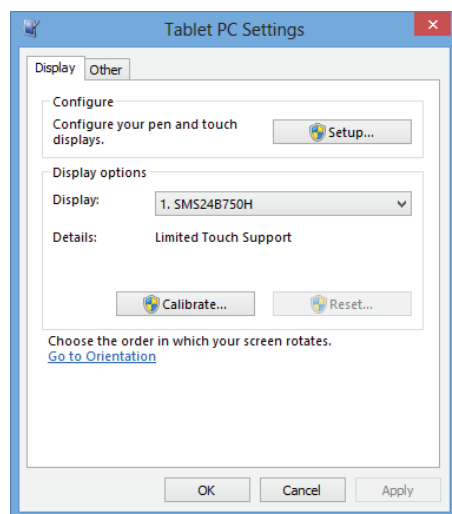 Tablet PC Settings
Display Other
Configure
Configure your pen and touch
displays.
Setup...
Display options
Display: 1. SMS24B750H
Details: Limited Touch Support
Calibrate... Reset...
Choose the order in which your screen rotates.
Go to Orientation
OK Cancel Apply